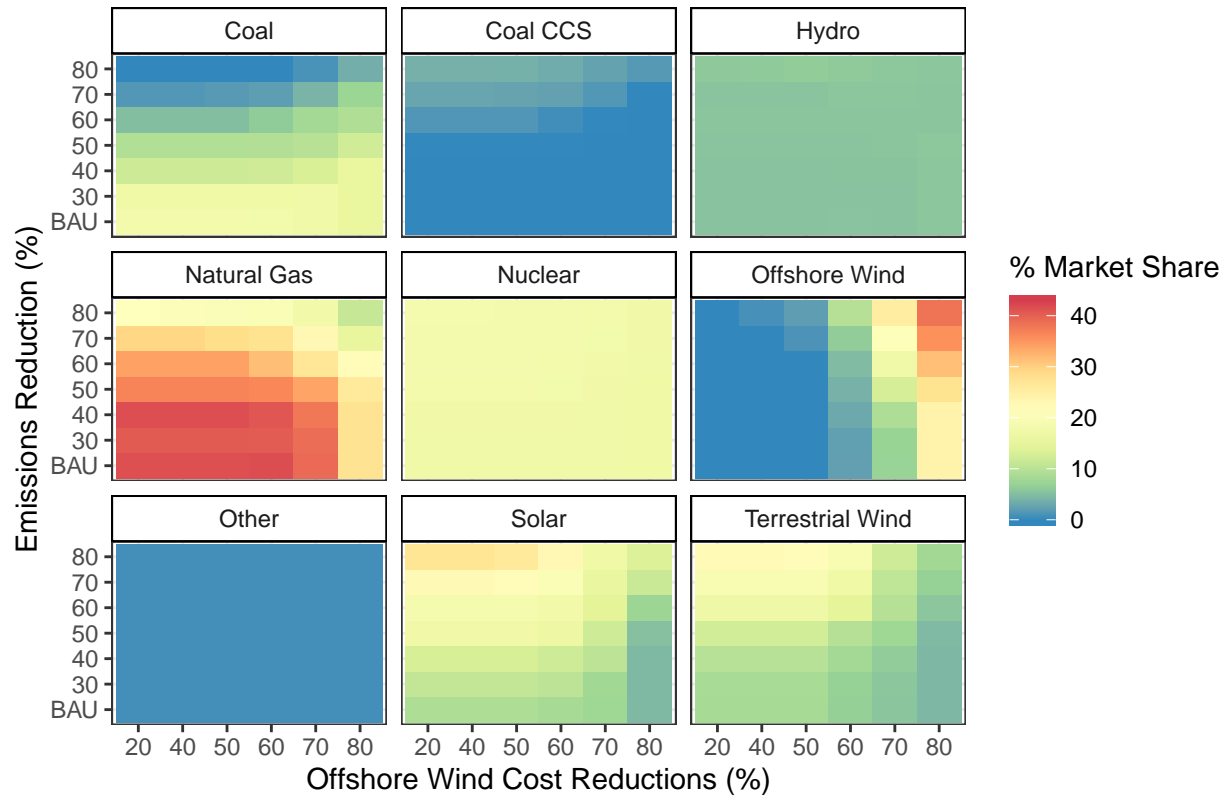 Coal
Coal CCS
Hydro
80
70
60
50
40
30
BAU
Natural Gas
Nuclear
Offshore Wind
80
70
60
50
40
30
BAU
Other
Solar
Terrestrial Wind
80
70
60
50
40
30
BAU
20 40 50 60 70 80
20 40 50 60 70 80
20 40 50 60 70 80
Offshore Wind Cost Reductions (%)
Emissions Reduction (%)
% Market Share
40
30
20
10
0